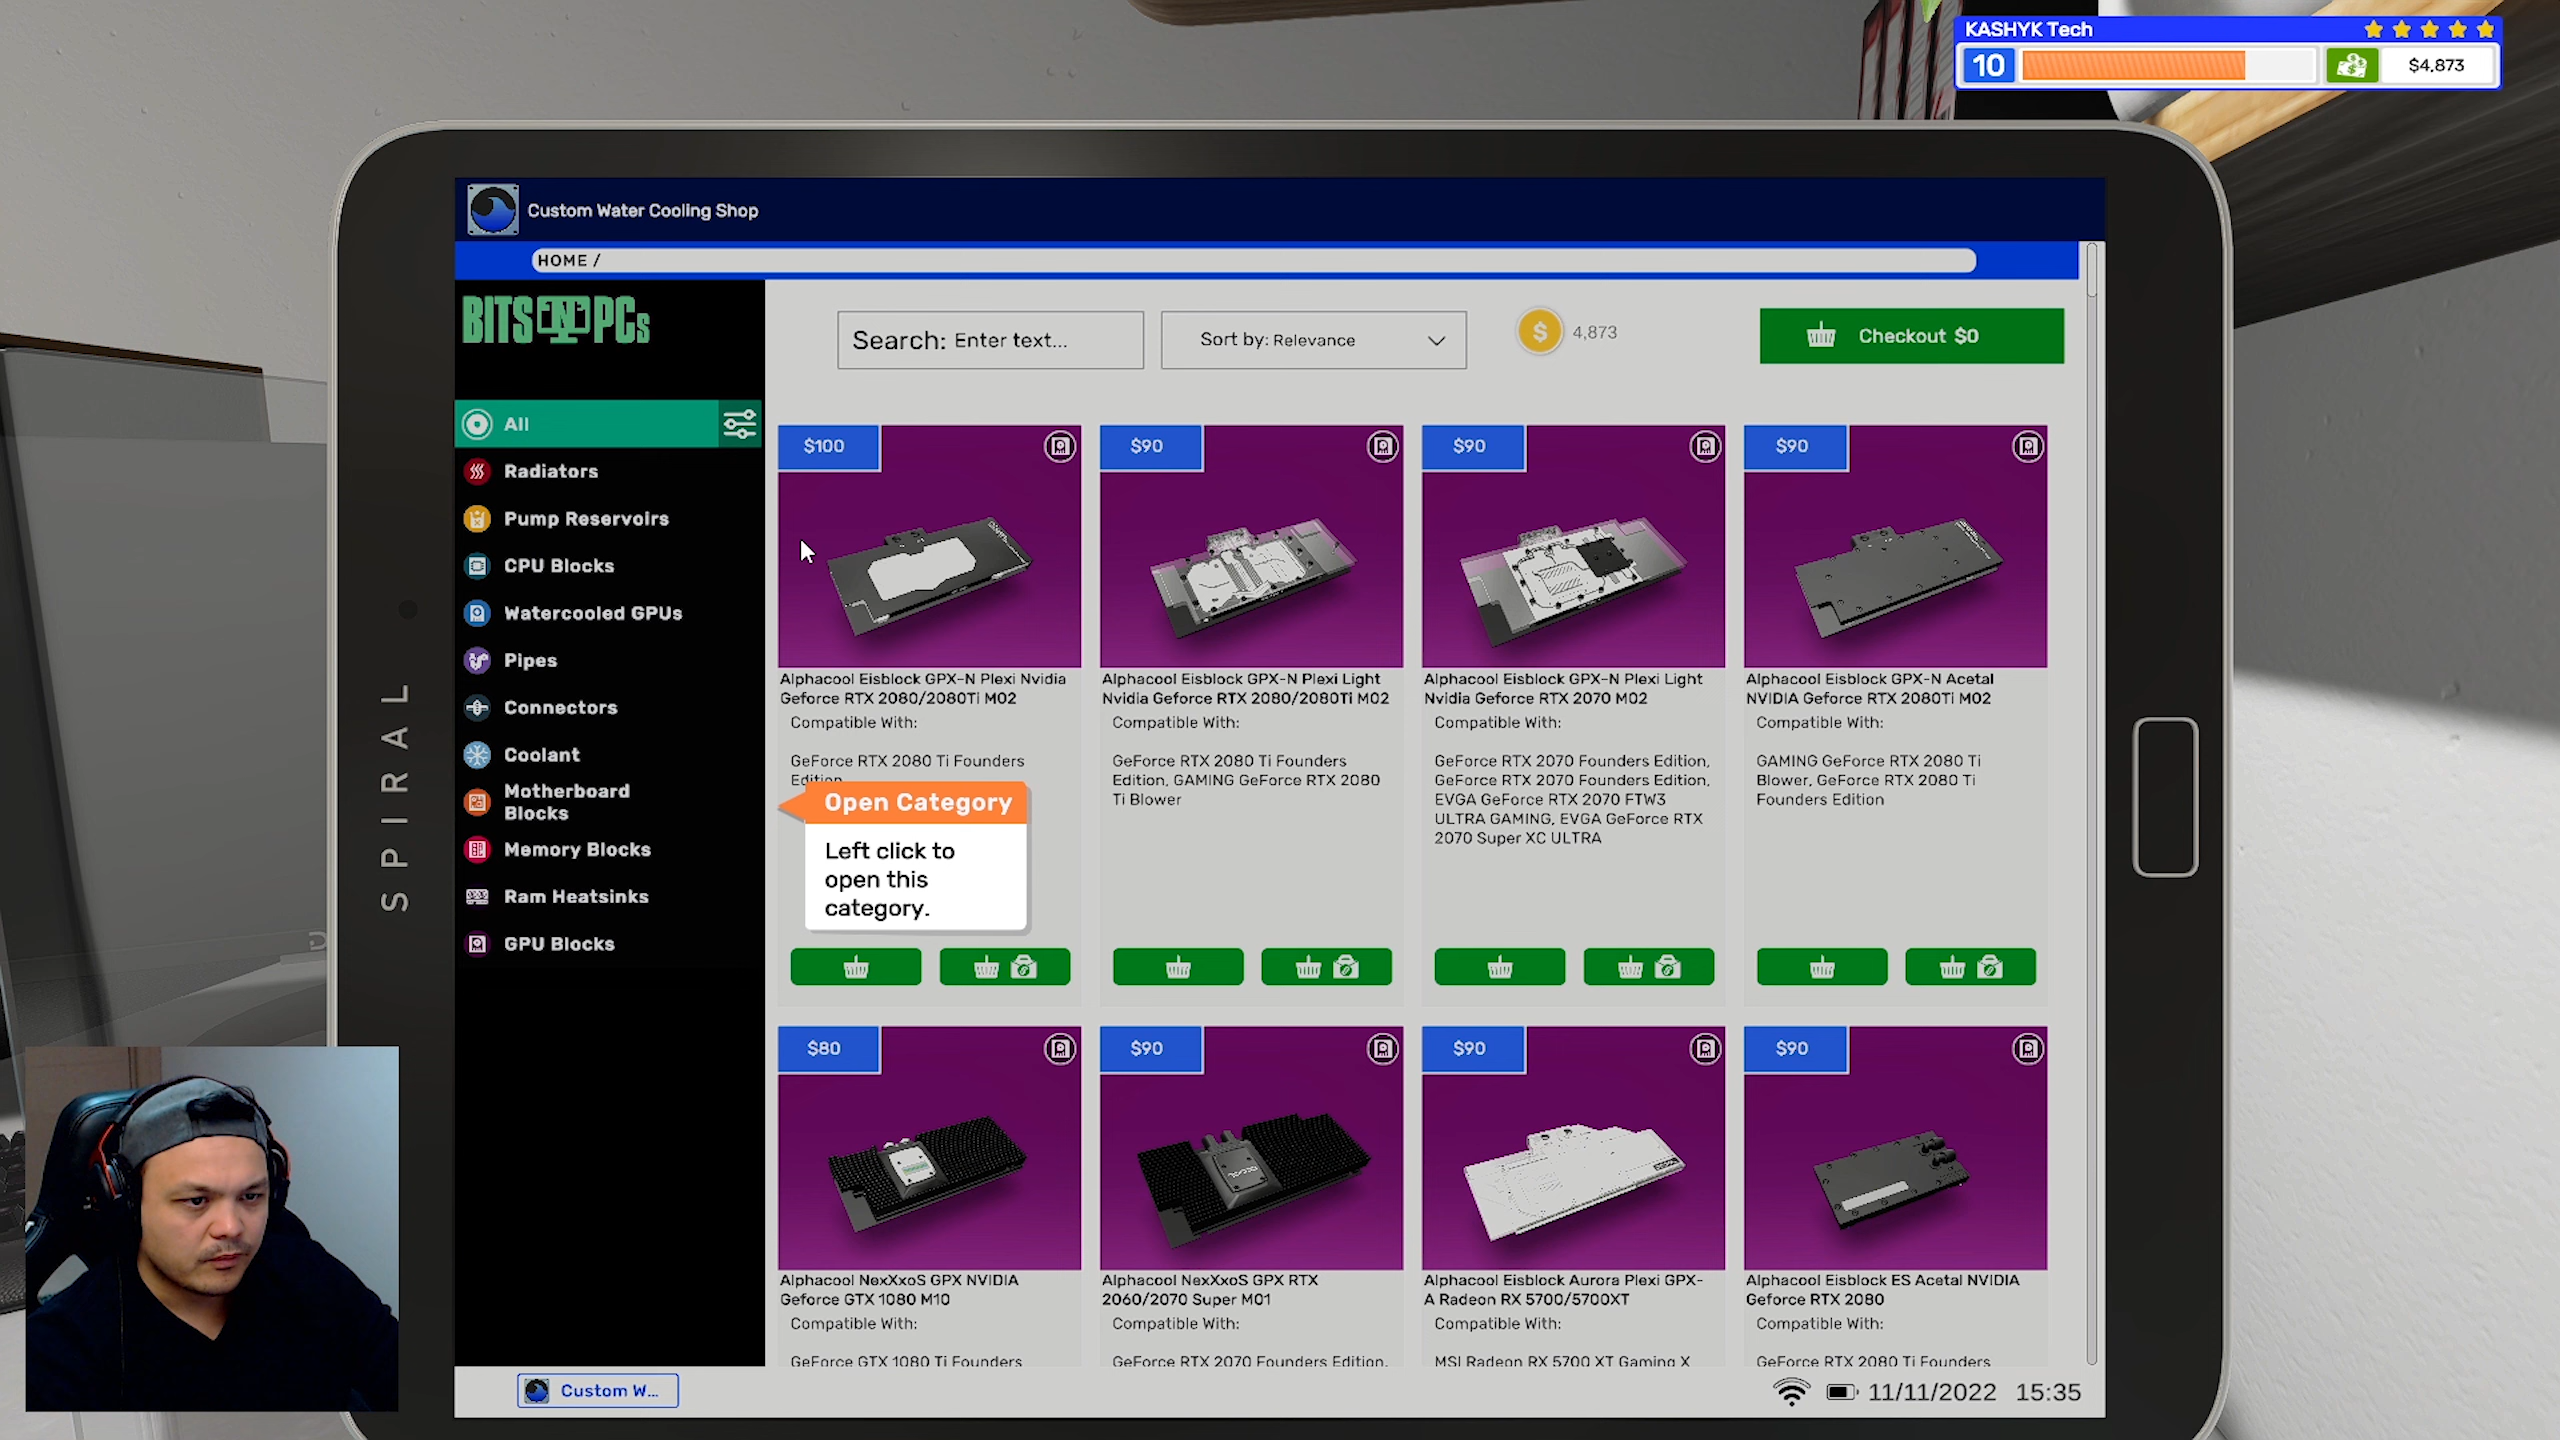 KASHYK Tech
10
$4,873
Custom Water Cooling Shop
HOME /
BITS N PCs
Search: Enter text...
Sort by: Relevance
4,873
Checkout $0
All
Radiators
Pump Reservoirs
CPU Blocks
Watercooled GPUs
Pipes
Connectors
Coolant
Motherboard
Blocks
Memory Blocks
Ram Heatsinks
GPU Blocks
$100
Alphacool Eisblock GPX-N Plexi Nvidia
Geforce RTX 2080/2080Ti M02
Compatible With:
GeForce RTX 2080 Ti Founders
Edition
Open Category
Left click to
open this
category.
$90
Alphacool Eisblock GPX-N Plexi Light
Nvidia Geforce RTX 2080/2080Ti M02
Compatible With:
GeForce RTX 2080 Ti Founders
Edition, GAMING GeForce RTX 2080
Ti Blower
$90
Alphacool Eisblock GPX-N Plexi Light
Nvidia Geforce RTX 2070 M02
Compatible With:
GeForce RTX 2070 Founders Edition,
GeForce RTX 2070 Founders Edition,
EVGA GeForce RTX 2070 FTW3
ULTRA GAMING, EVGA GeForce RTX
2070 Super XC ULTRA
$90
Alphacool Eisblock GPX-N Acetal
NVIDIA Geforce RTX 2080Ti M02
Compatible With:
GAMING GeForce RTX 2080 Ti
Blower, GeForce RTX 2080 Ti
Founders Edition
$80
Alphacool NexXxoS GPX NVIDIA
Geforce GTX 1080 M10
Compatible With:
GeForce GTX 1080 Ti Founders
$90
Alphacool NexXxoS GPX RTX
2060/2070 Super M01
Compatible With:
GeForce RTX 2070 Founders Edition,
$90
Alphacool Eisblock Aurora Plexi GPX-
A Radeon RX 5700/5700XT
Compatible With:
MSI Radeon RX 5700 XT Gaming X
$90
Alphacool Eisblock ES Acetal NVIDIA
Geforce RTX 2080
Compatible With:
GeForce RTX 2080 Ti Founders
SPIRAL
Custom W...
11/11/2022 15:35